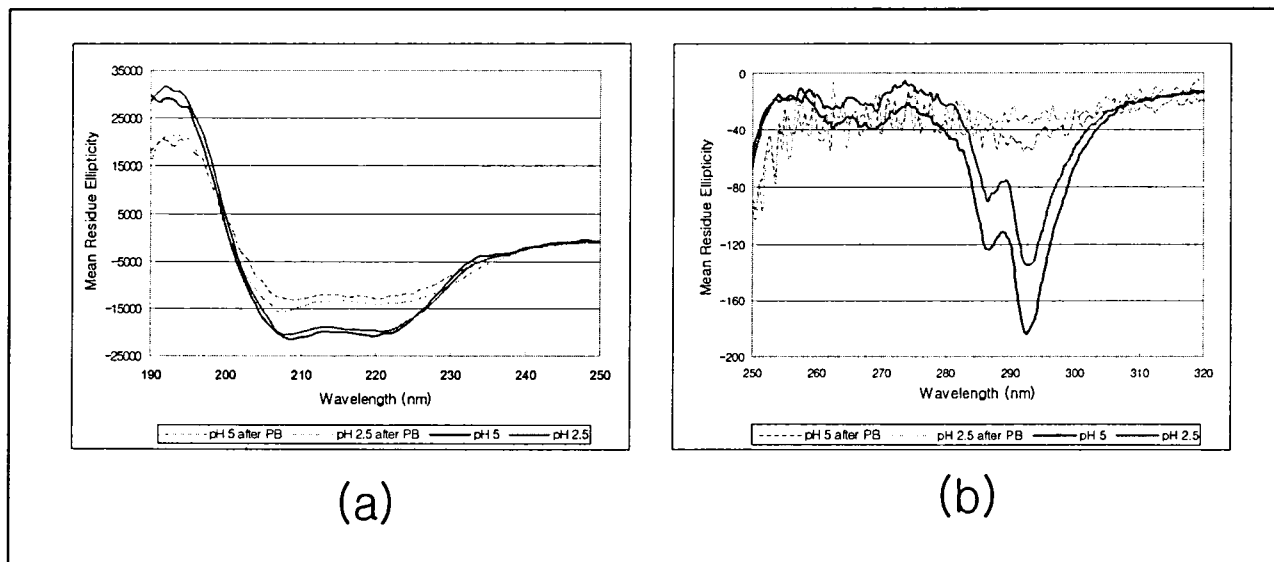 Mean Residue Ellipticity
35000
25000
15000
5000
-5000
-15000
-25000
190 200 210 220 230 240 250
Wavelength (nm)
pH 5 after PB pH 2.5 after PB pH 5 pH 2.5
(a)
Mean Residue Ellipticity
0
-40
-80
-120
-160
-200
250 260 270 280 290 300 310 320
Wavelength (nm)
pH 5 after PB pH 2.5 after PB pH 5 pH 2.5
(b)